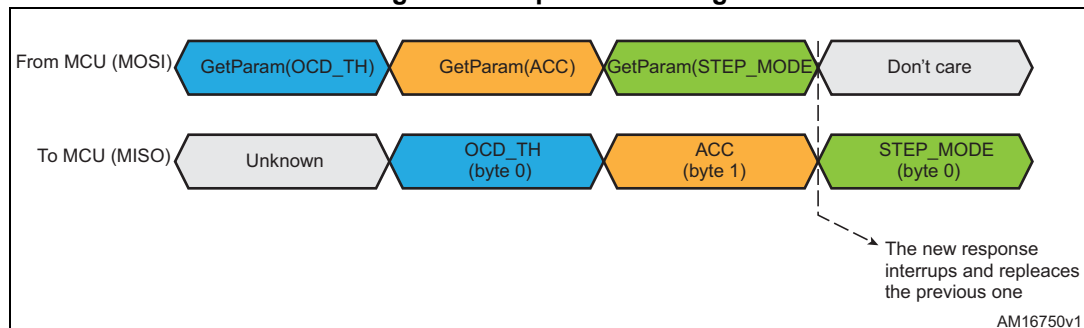 From MCU (MOSI)
GetParam(OCD_TH)
GetParam(ACC)
GetParam(STEP_MODE
Don't care
To MCU (MISO)
Unknown
OCD_TH
(byte 0)
ACC
(byte 1)
STEP_MODE
(byte 0)
The new response
interrups and repleaces
the previous one
AM16750v1